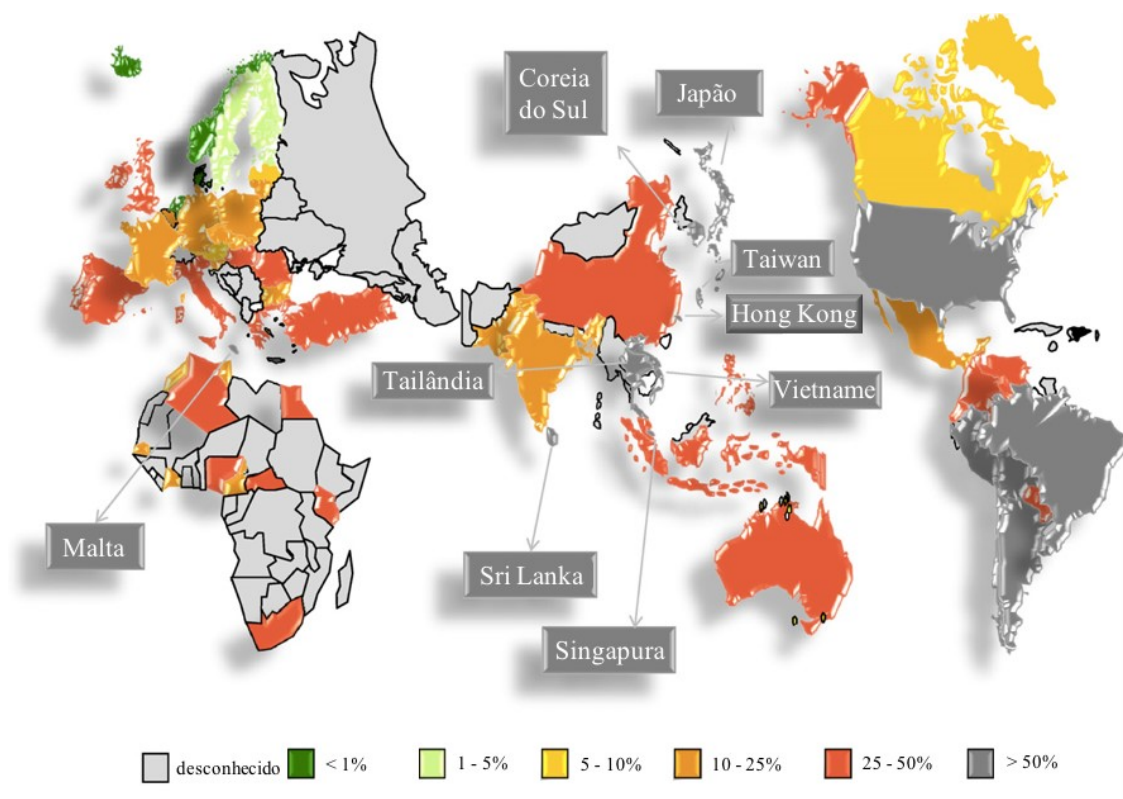 Coreia
do Sul
Japão
Taiwan
Hong Kong
Tailândia
Vietname
Malta
Sri Lanka
Singapura
desconhecido
< 1%
1 - 5%
5 - 10%
10 - 25%
25 - 50%
> 50%